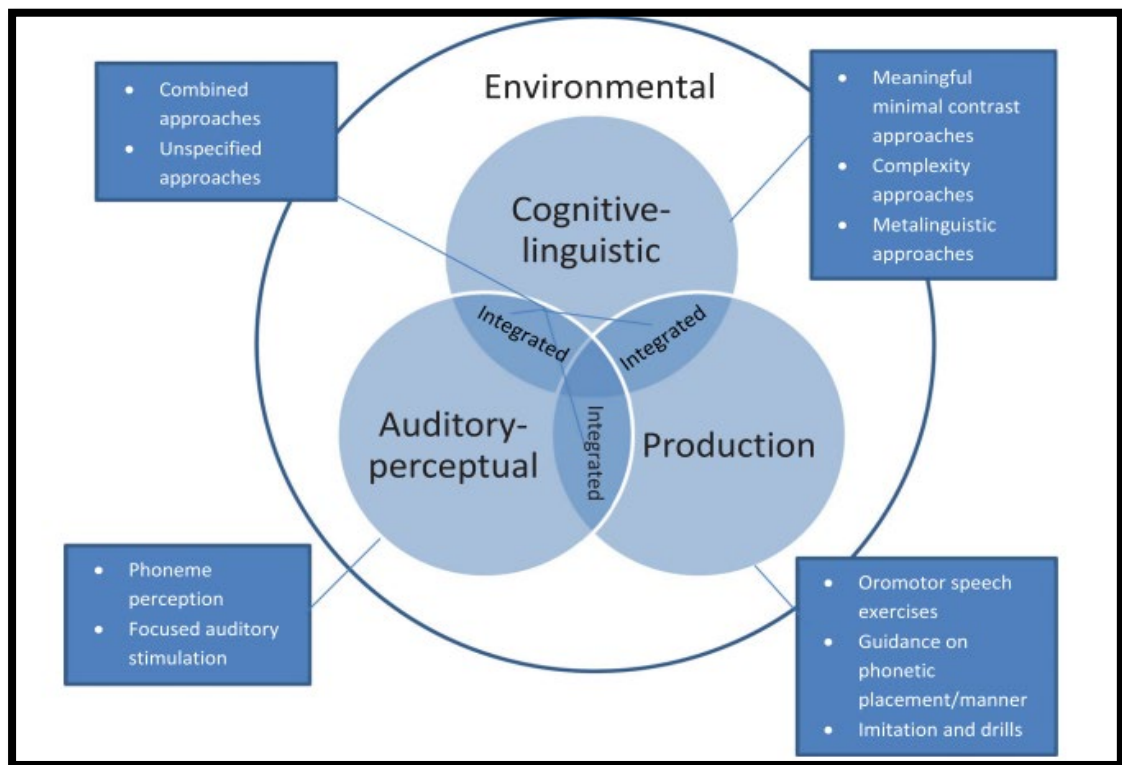 • Combined
approaches
• Unspecified
approaches
Environmental
• Meaningful
minimal contrast
approaches
• Complexity
approaches
• Metalinguistic
approaches
Cognitive-
linguistic
Integrated
Integrated
Integrated
Auditory-
perceptual
Production
• Phoneme
perception
• Focused auditory
stimulation
• Oromotor speech
exercises
• Guidance on
phonetic
placement/manner
• Imitation and drills